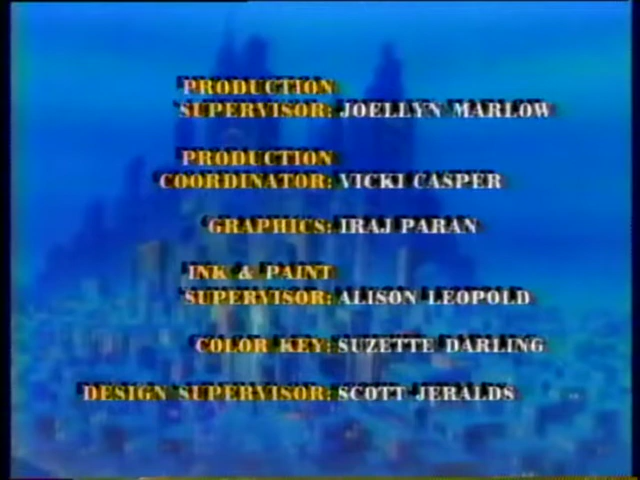 PRODUCTION
SUPERVISOR: JOELLYN MARLOW
PRODUCTION
COORDINATOR: VICKI CASPER
GRAPHICS: IRAJ PARAN
INK & PAINT
SUPERVISOR: ALISON LEOPOLD
COLOR KEY: SUZETTE DARLING
DESIGN SUPERVISOR: SCOTT JERALDS